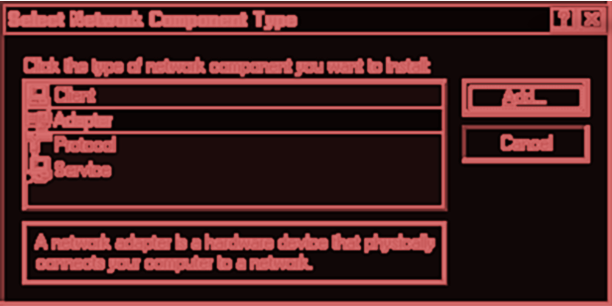 Select Network Component Type
Click the type of network component you want to install:
Client
Adapter
Protocol
Service
Add...
Cancel
A network adapter is a hardware device that physically
connects your computer to a network.